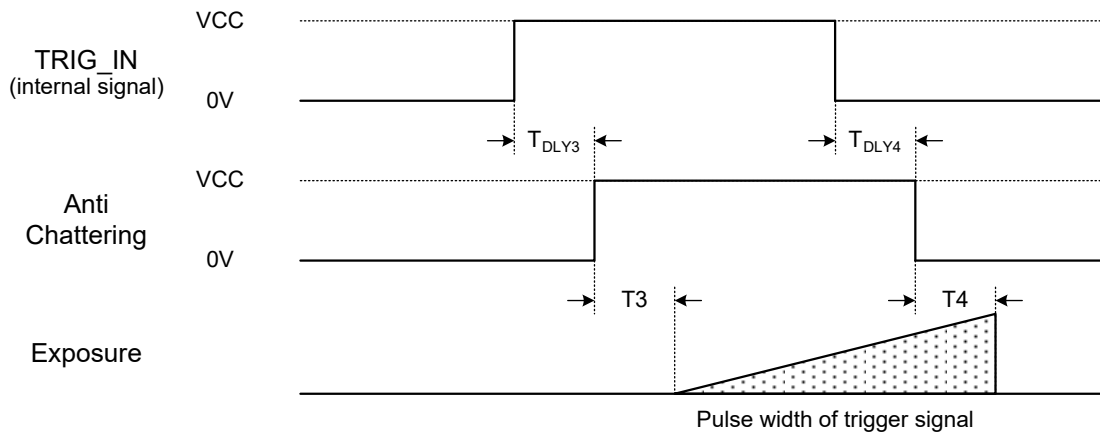 VCC
TRIG_IN
(internal signal)
0V
TDLY3
TDLY4
VCC
Anti
Chattering
0V
T3
T4
Exposure
Pulse width of trigger signal